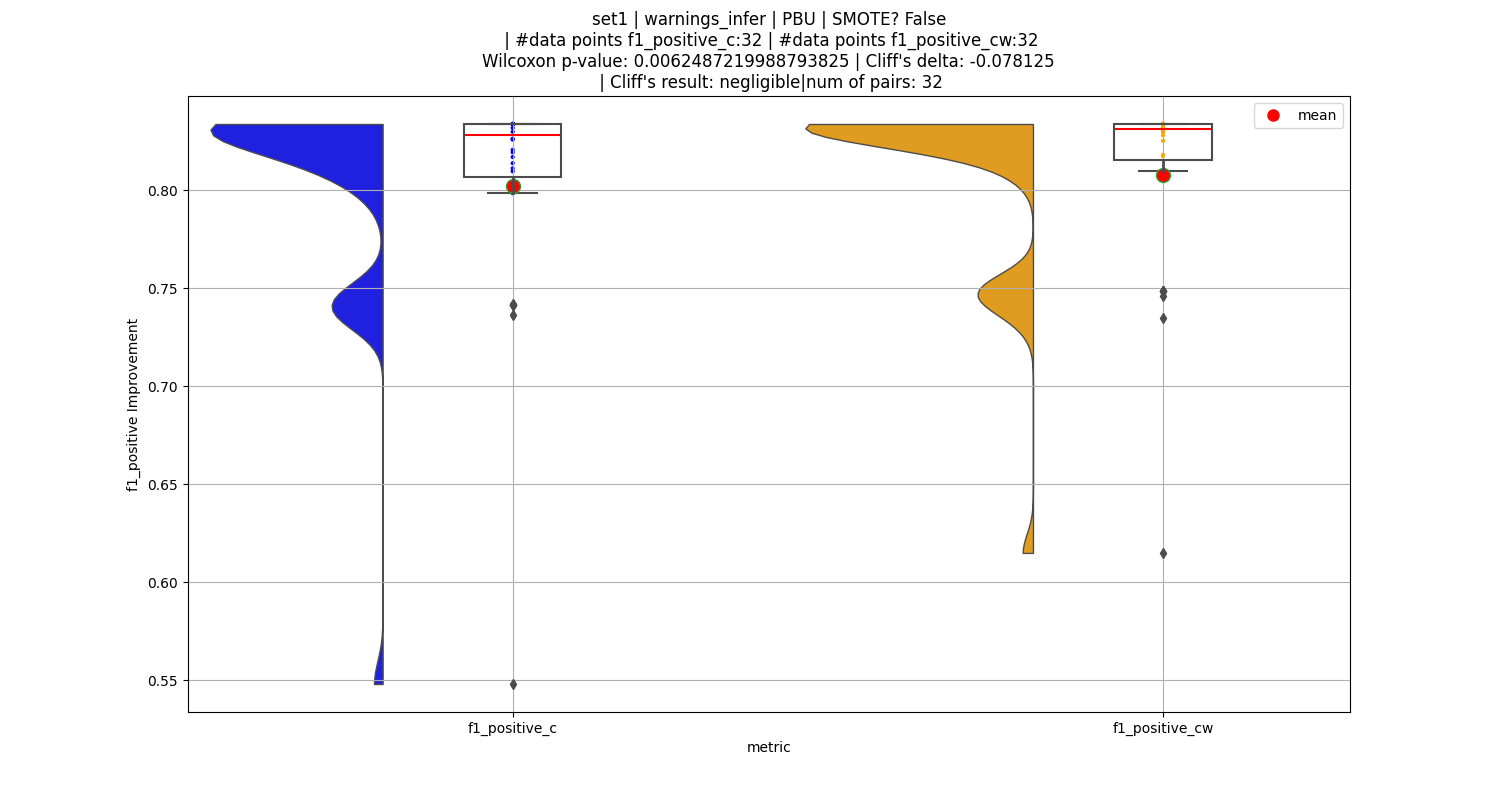 set1 | warnings_infer | PBU | SMOTE? False
| #data points f1_positive_c:32 | #data points f1_positive_cw:32
Wilcoxon p-value: 0.0062487219988793825 | Cliff's delta: -0.078125
| Cliff's result: negligible|num of pairs: 32
mean
0.80
0.75
0.70
0.65
0.60
0.55
f1_positive Improvement
f1_positive_c
f1_positive_cw
metric